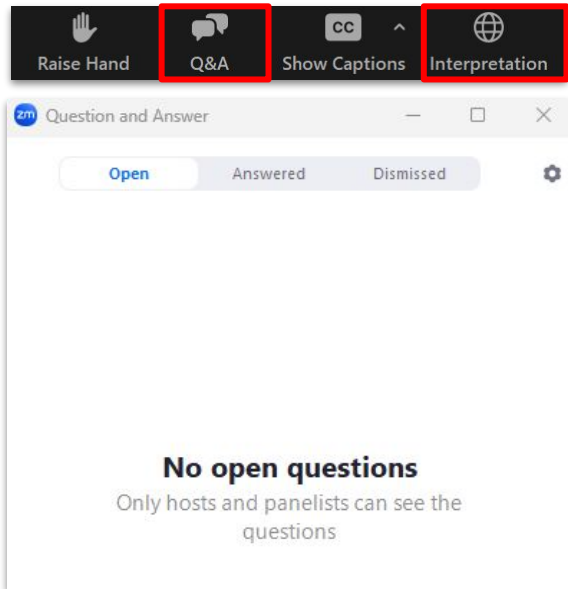 Raise Hand Q&A CC Show Captions Interpretation
zm Question and Answer
Open Answered Dismissed
No open questions
Only hosts and panelists can see the
questions